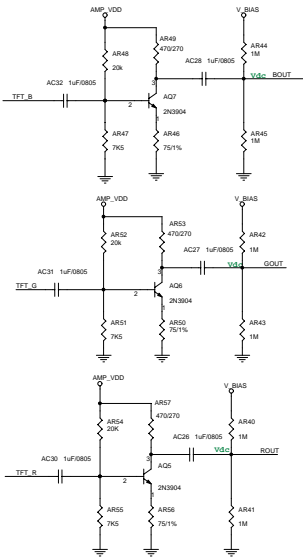 AMP_VDD
V_BIAS
AR49
470/270
AR48
20k
AC28 1uF/0805
AR44
1M
AC32 1uF/0805
3
Vdc
BOUT
TFT_B
AQ7
2
2N3904
1
AR47
7K5
AR46
75/1%
AR45
1M
AMP_VDD
V_BIAS
AR53
470/270
AR52
20k
AC27 1uF/0805
AR42
1M
AC31 1uF/0805
3
Vdc
GOUT
TFT_G
AQ6
2
2N3904
1
AR51
7K5
AR50
75/1%
AR43
1M
AMP_VDD
V_BIAS
AR57
470/270
AR54
20K
AC26 1uF/0805
AR40
1M
AC30 1uF/0805
3
Vdc
ROUT
TFT_R
AQ5
2
2N3904
1
AR55
7K5
AR56
75/1%
AR41
1M